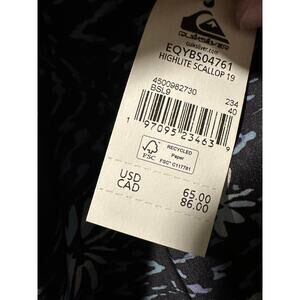 QUIKSILVER
quiksilver.com
EQYBS04761
HIGHLITE SCALLOP 19
4500982730 234
BSL9 40
1 97095 23463 9
FSC
RECYCLED
Paper
FSC® C117781
USD 65.00
CAD 86.00